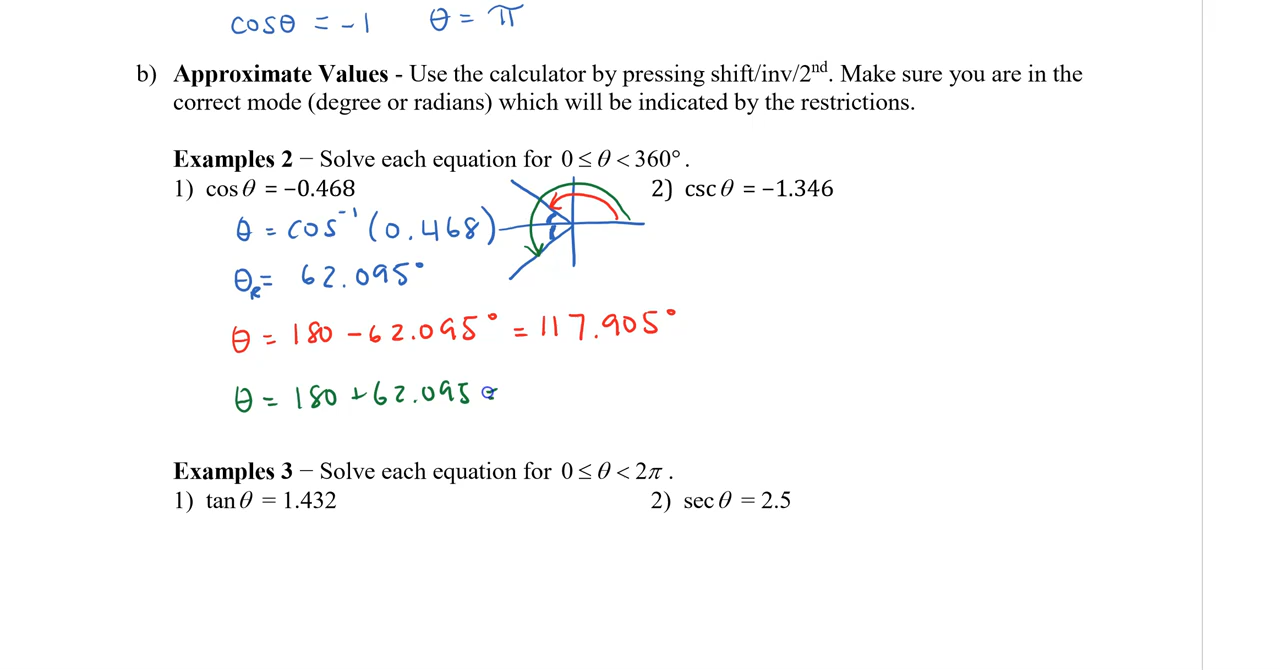 cosθ = -1 θ = π
b) Approximate Values - Use the calculator by pressing shift/inv/2nd. Make sure you are in the
correct mode (degree or radians) which will be indicated by the restrictions.
Examples 2 – Solve each equation for 0 ≤ θ < 360°.
1) cos θ = −0.468
2) csc θ = −1.346
θ = cos⁻¹(0.468)
θR = 62.095°
θ = 180 - 62.095° = 117.905°
θ = 180 + 62.095
Examples 3 – Solve each equation for 0 ≤ θ < 2π.
1) tan θ = 1.432
2) sec θ = 2.5